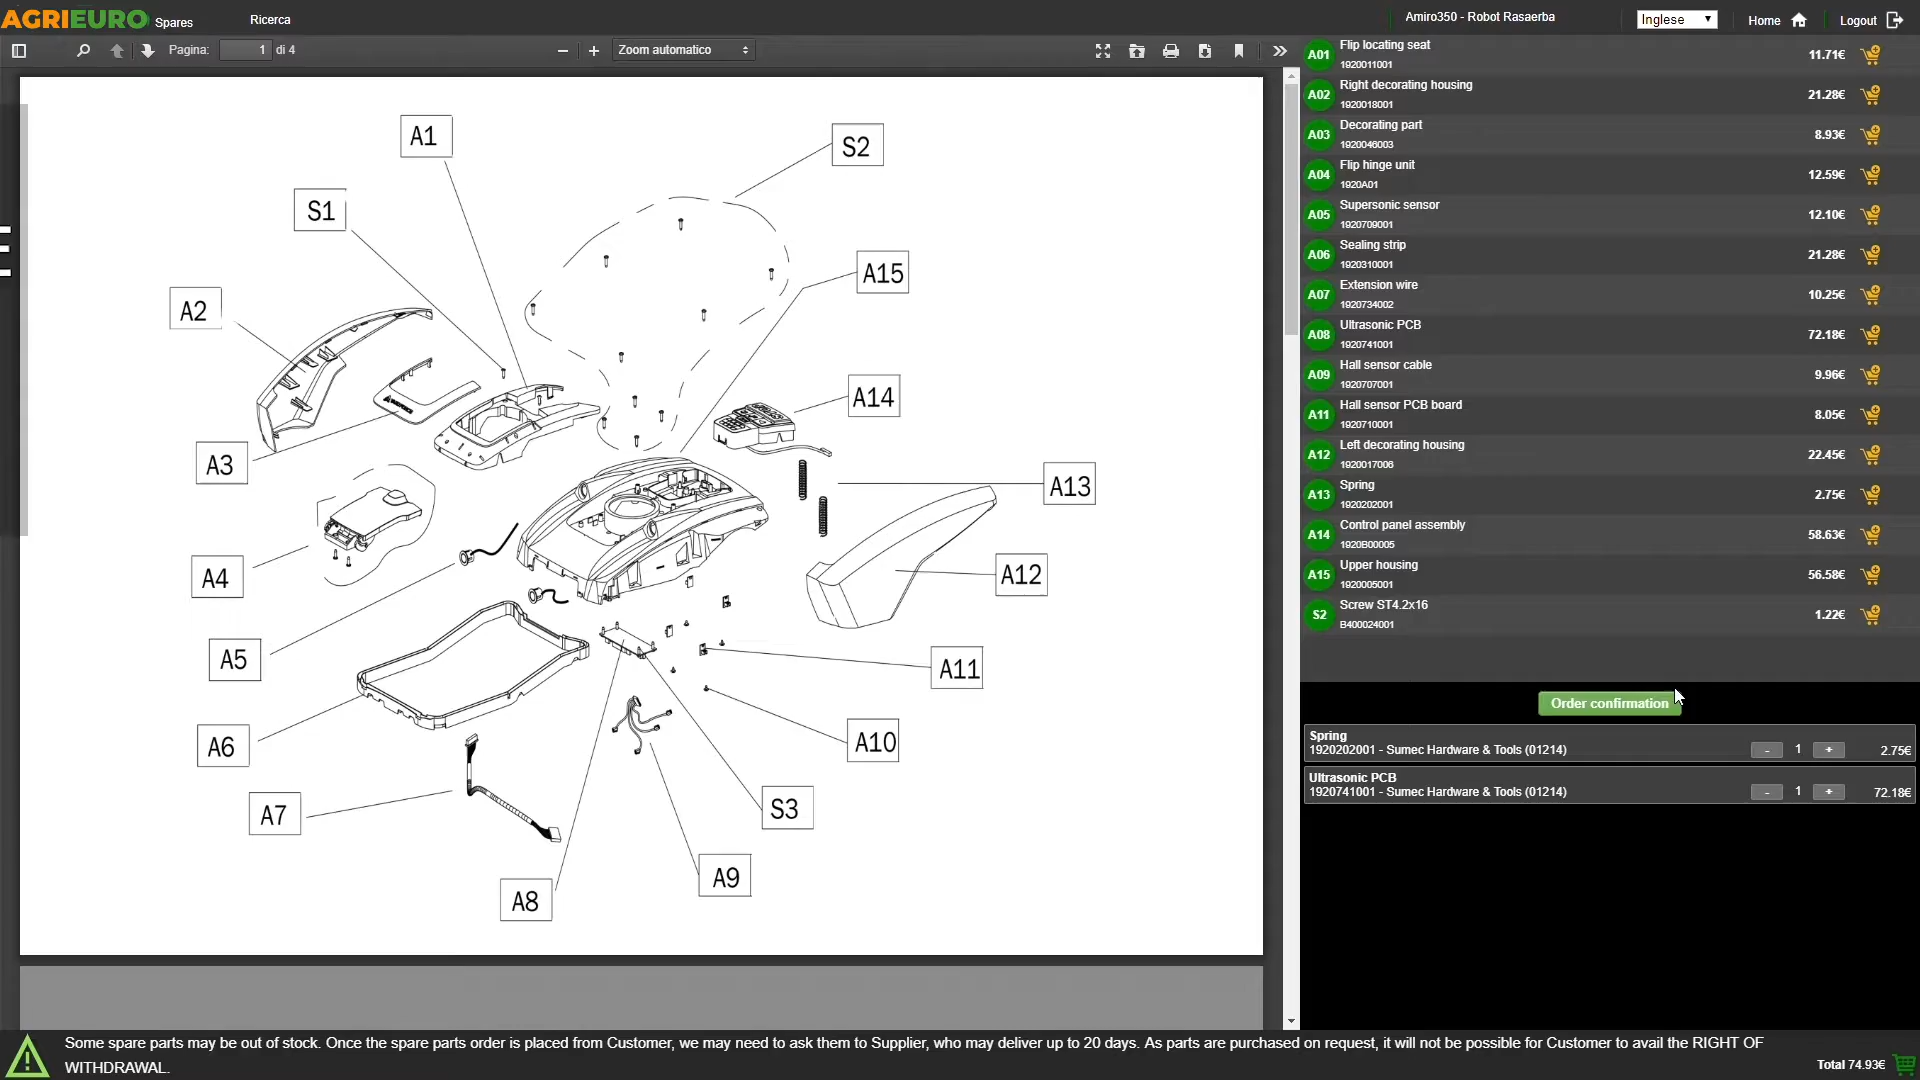 AGRIEURO Spares
Ricerca
Amiro350 - Robot Rasaerba
Inglese
Home
Logout
Pagina: 1 di 4
Zoom automatico
A1
S2
S1
A15
A2
A14
A3
A13
A4
A12
A5
A11
A6
A10
A7
S3
A9
A8
A01 Flip locating seat 11.71€
1920011001
A02 Right decorating housing 21.28€
1920018001
A03 Decorating part 8.93€
1920046003
A04 Flip hinge unit 12.59€
1920A01
A05 Supersonic sensor 12.10€
1920709001
A06 Sealing strip 21.28€
1920310001
A07 Extension wire 10.25€
1920734002
A08 Ultrasonic PCB 72.18€
1920741001
A09 Hall sensor cable 9.96€
1920707001
A11 Hall sensor PCB board 8.05€
1920710001
A12 Left decorating housing 22.45€
1920017006
A13 Spring 2.75€
1920202001
A14 Control panel assembly 58.63€
1920B00005
A15 Upper housing 56.58€
1920005001
S2 Screw ST4.2x16 1.22€
B400024001
Order confirmation
Spring
1920202001 - Sumec Hardware & Tools (01214) - 1 + 2.75€
Ultrasonic PCB
1920741001 - Sumec Hardware & Tools (01214) - 1 + 72.18€
Some spare parts may be out of stock. Once the spare parts order is placed from Customer, we may need to ask them to Supplier, who may deliver up to 20 days. As parts are purchased on request, it will not be possible for Customer to avail the RIGHT OF
WITHDRAWAL.
Total 74.93€